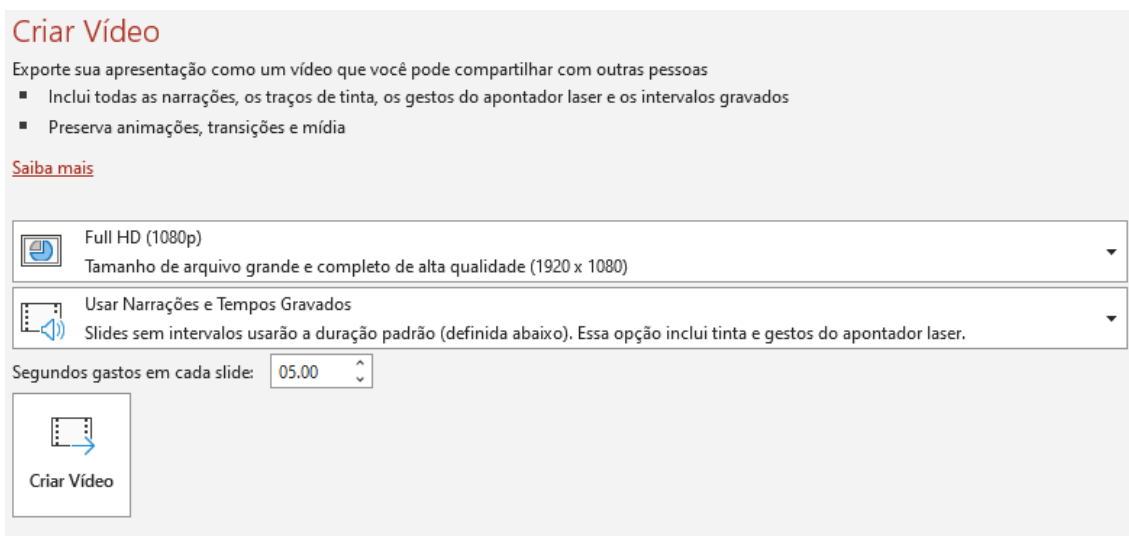 Criar Vídeo
Exporte sua apresentação como um vídeo que você pode compartilhar com outras pessoas
▪ Inclui todas as narrações, os traços de tinta, os gestos do apontador laser e os intervalos gravados
▪ Preserva animações, transições e mídia
Saiba mais
Full HD (1080p)
Tamanho de arquivo grande e completo de alta qualidade (1920 x 1080)
Usar Narrações e Tempos Gravados
Slides sem intervalos usarão a duração padrão (definida abaixo). Essa opção inclui tinta e gestos do apontador laser.
Segundos gastos em cada slide: 05.00
Criar Vídeo